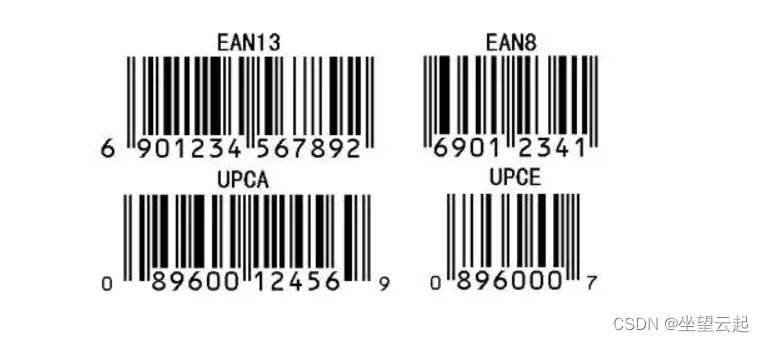 EAN13
6 901234 567892
EAN8
6901 2341
UPCA
0 89600 12456 9
UPCE
0 896000 7
CSDN @坐望云起